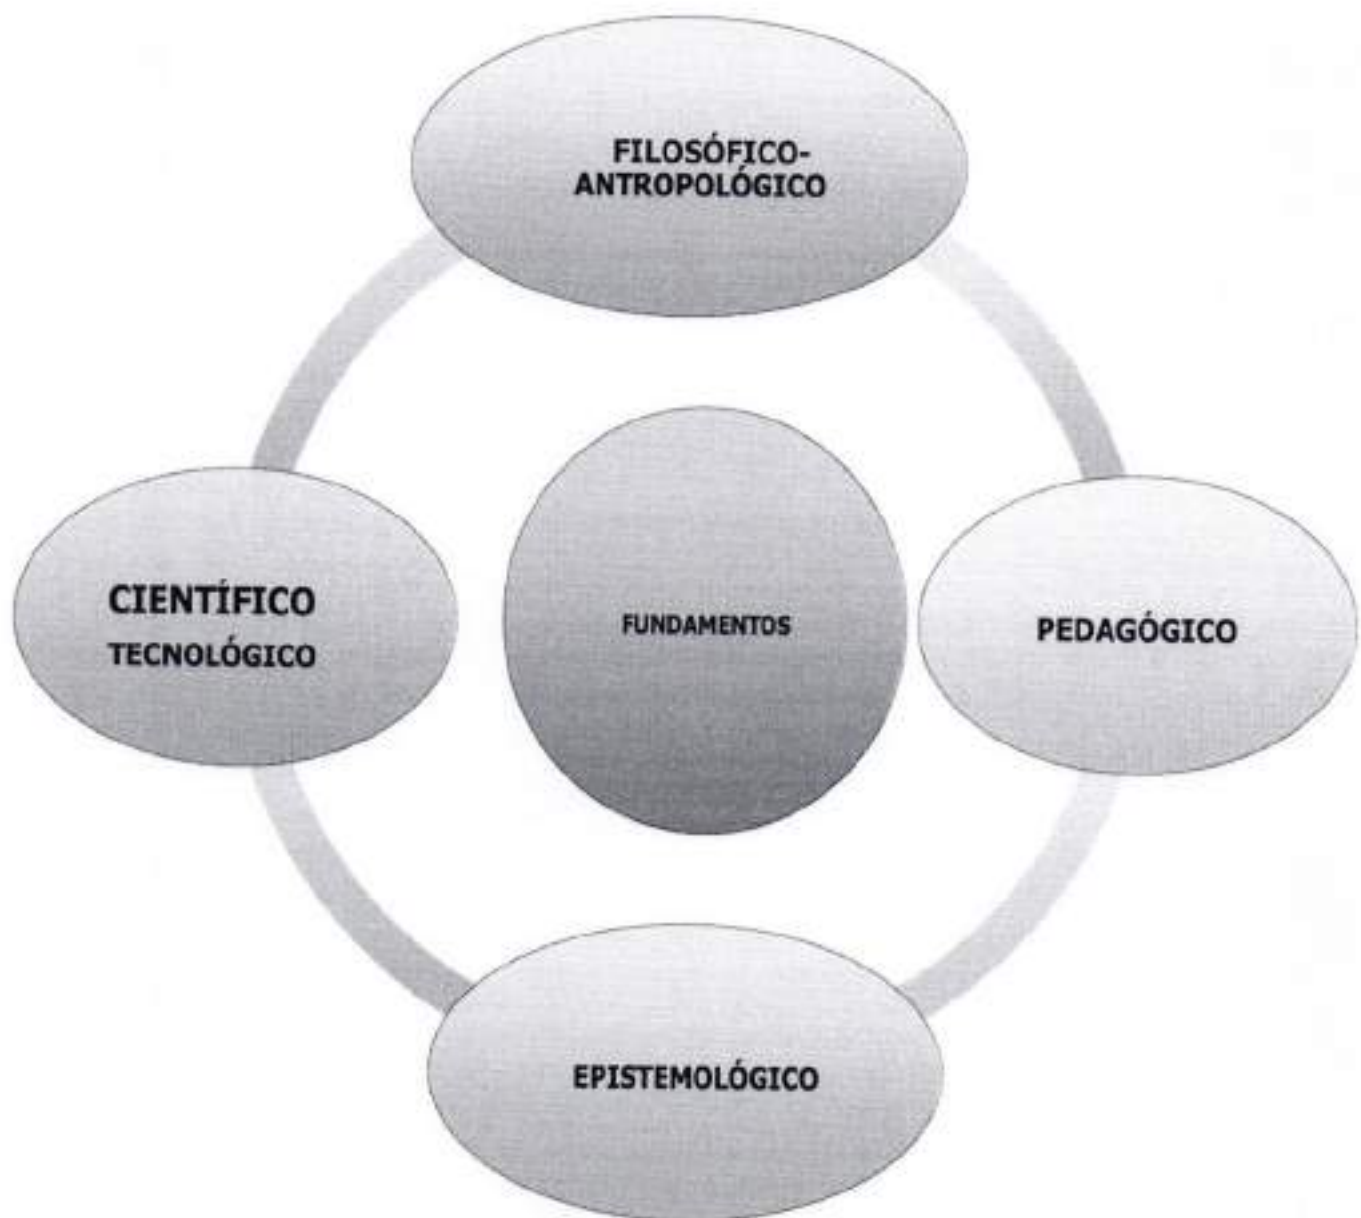 FILOSÓFICO-
ANTROPOLÓGICO
CIENTÍFICO
TECNOLÓGICO
FUNDAMENTOS
PEDAGÓGICO
EPISTEMOLÓGICO